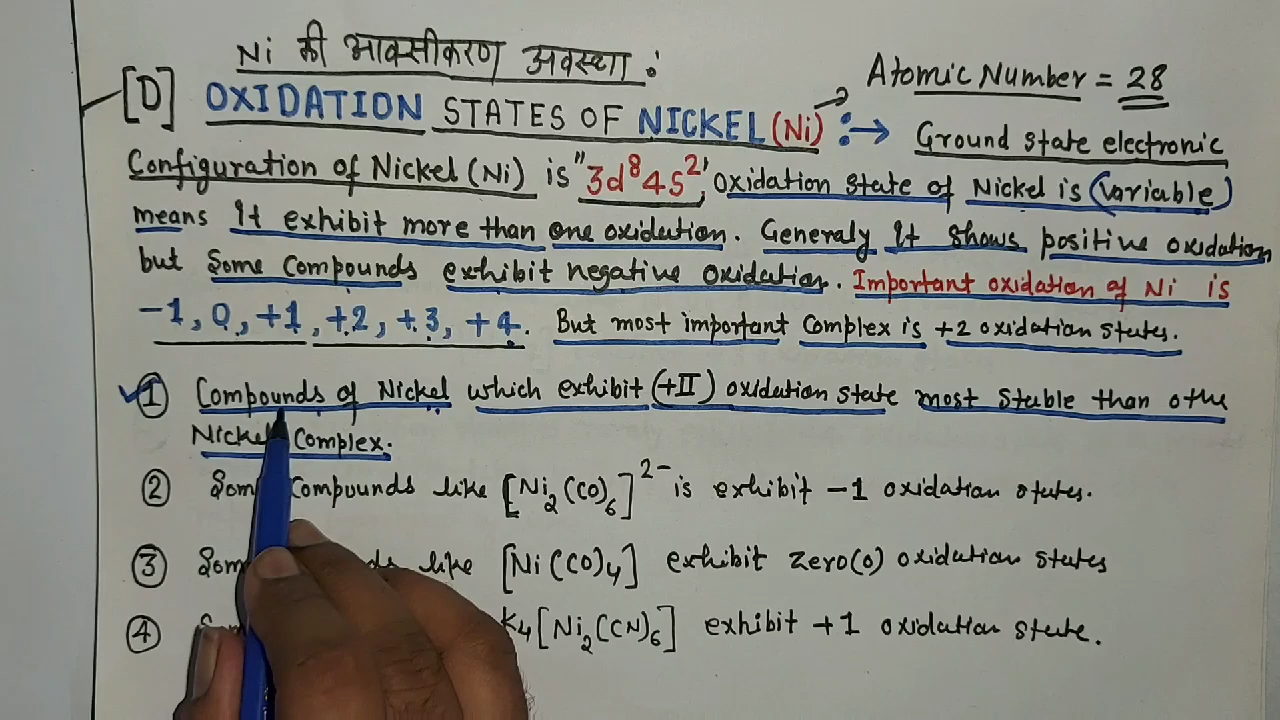 Ni की आक्सीकरण अवस्था :
[D] OXIDATION STATES OF NICKEL (Ni) :→ Atomic Number = 28
Ground state electronic
Configuration of Nickel (Ni) is "3d⁸4s²", Oxidation state of Nickel is (Variable)
means It exhibit more than one oxidation. Generaly It shows positive oxidation
but Some Compounds exhibit negative oxidation. Important oxidation of Ni is
-1, 0, +1, +2, +3, +4. But most important Complex is +2 oxidation states.
① Compounds of Nickel which exhibit (+II) oxidation state most stable than othe
Nickel Complex.
② Some Compounds like [Ni₂(CO)₆]²⁻ is exhibit -1 oxidation states.
③ Some like [Ni(CO)₄] exhibit zero(0) oxidation states
④ K₄[Ni₂(CN)₆] exhibit +1 oxidation state.